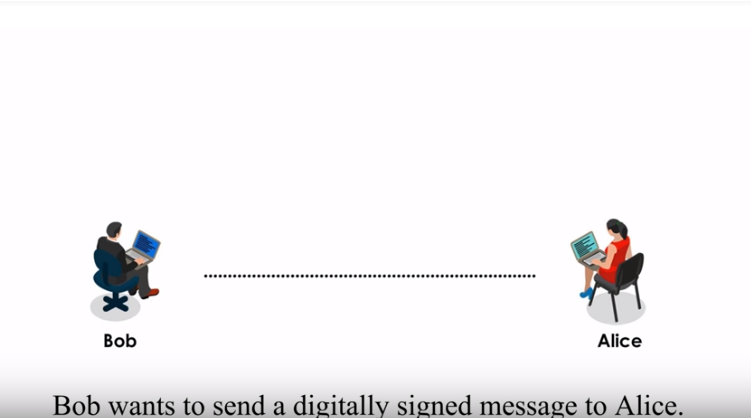 Bob
Alice
Bob wants to send a digitally signed message to Alice.